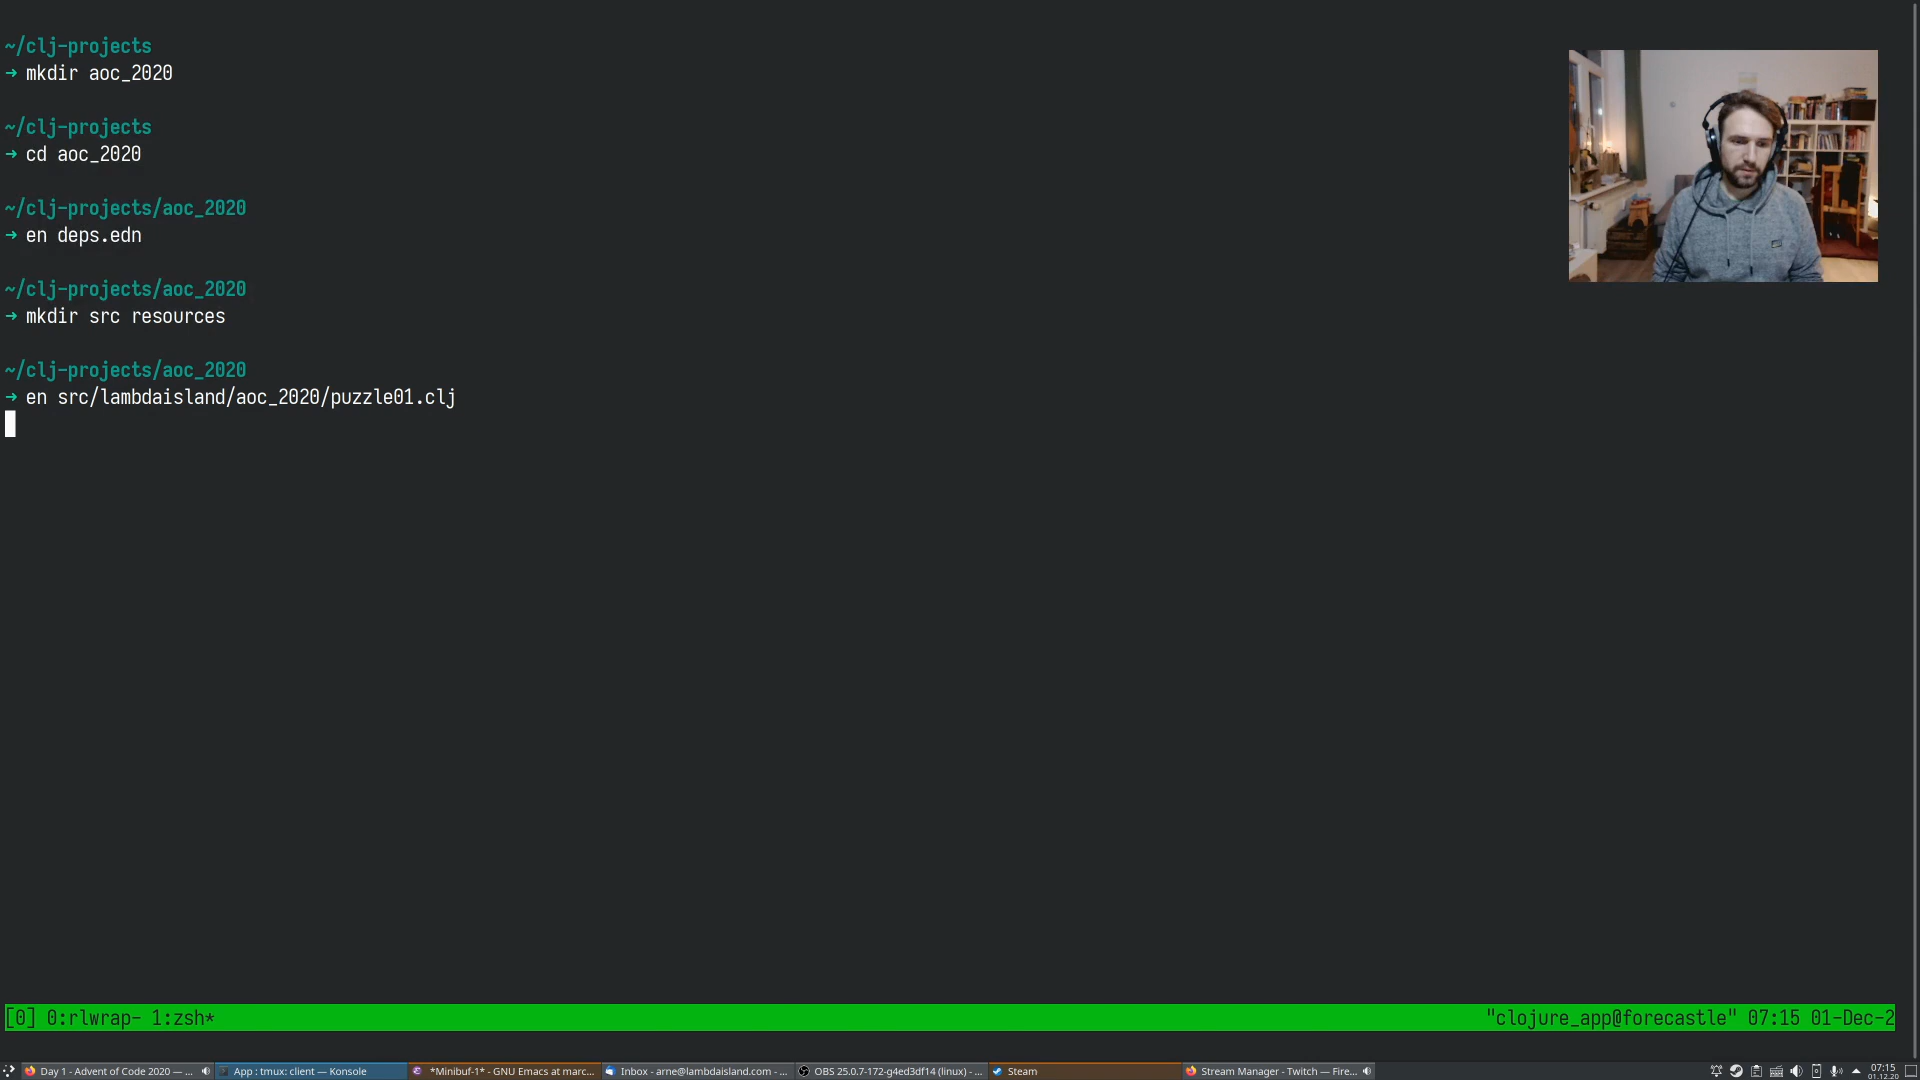 ~/clj-projects
→ mkdir aoc_2020
~/clj-projects
→ cd aoc_2020
~/clj-projects/aoc_2020
→ en deps.edn
~/clj-projects/aoc_2020
→ mkdir src resources
~/clj-projects/aoc_2020
→ en src/lambdaisland/aoc_2020/puzzle01.clj
[0] 0:rlwrap- 1:zsh* "clojure_app@forecastle" 07:15 01-Dec-2
Day 1 - Advent of Code 2020 — ... App : tmux: client — Konsole *Minibuf-1* - GNU Emacs at marc... Inbox - arne@lambdaisland.com - ... OBS 25.0.7-172-g4ed3df14 (linux) - ... Steam Stream Manager - Twitch — Fire... 07:15
01.12.20